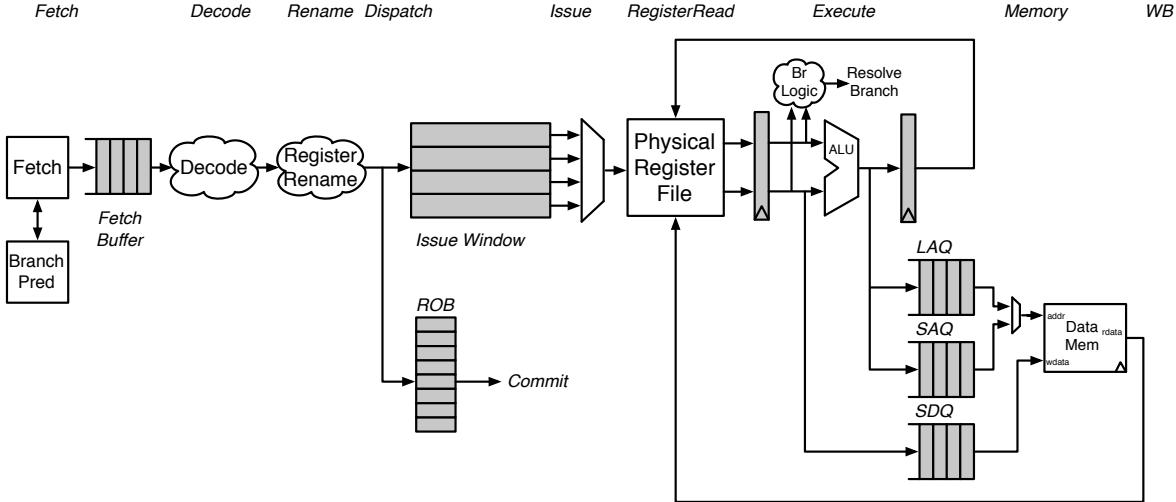 Fetch
Decode
Rename
Dispatch
Issue
RegisterRead
Execute
Memory
WB
Fetch
Branch
Pred
Fetch
Buffer
Decode
Register
Rename
Issue Window
ROB
Commit
Physical
Register
File
Br
Logic
Resolve
Branch
ALU
LAQ
SAQ
SDQ
addr
Data
Mem
rdata
wdata